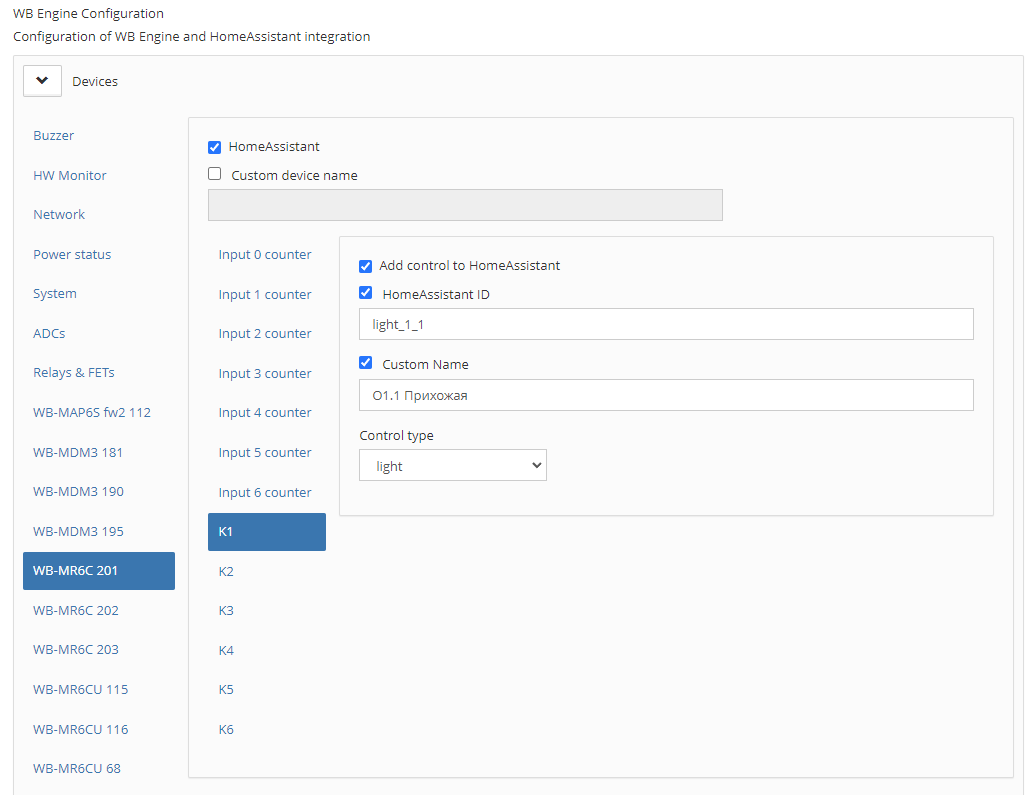 WB Engine Configuration
Configuration of WB Engine and HomeAssistant integration
Devices
Buzzer
HW Monitor
Network
Power status
System
ADCs
Relays & FETs
WB-MAP6S fw2 112
WB-MDM3 181
WB-MDM3 190
WB-MDM3 195
WB-MR6C 201
WB-MR6C 202
WB-MR6C 203
WB-MR6CU 115
WB-MR6CU 116
WB-MR6CU 68
HomeAssistant
Custom device name
Input 0 counter
Input 1 counter
Input 2 counter
Input 3 counter
Input 4 counter
Input 5 counter
Input 6 counter
K1
K2
K3
K4
K5
K6
Add control to HomeAssistant
HomeAssistant ID
light_1_1
Custom Name
О1.1 Прихожая
Control type
light